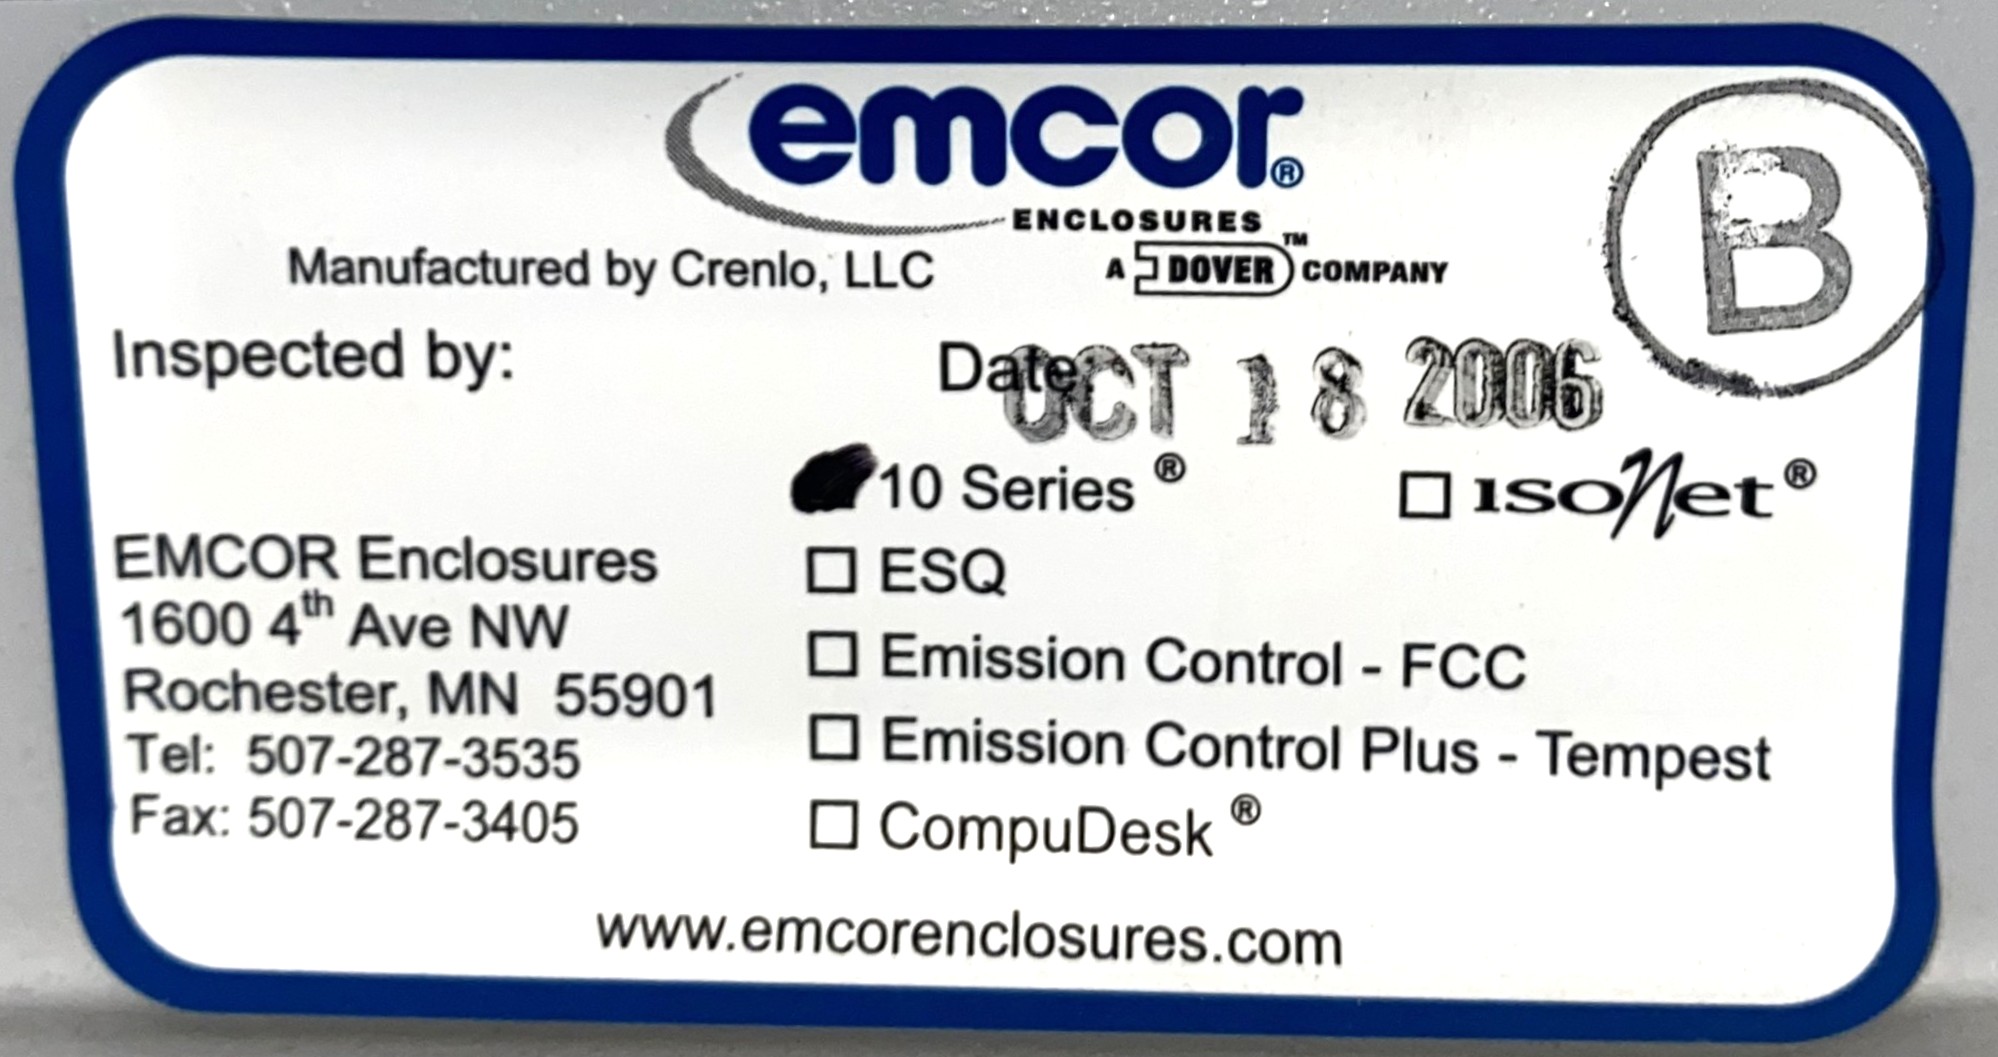 emcor®
ENCLOSURES
Manufactured by Crenlo, LLC
A DOVER™ COMPANY
B
Inspected by:
Date OCT 18 2006
10 Series ®
☐ ISONet®
☐ ESQ
☐ Emission Control - FCC
☐ Emission Control Plus - Tempest
☐ CompuDesk ®
EMCOR Enclosures
1600 4th Ave NW
Rochester, MN 55901
Tel: 507-287-3535
Fax: 507-287-3405
www.emcorenclosures.com